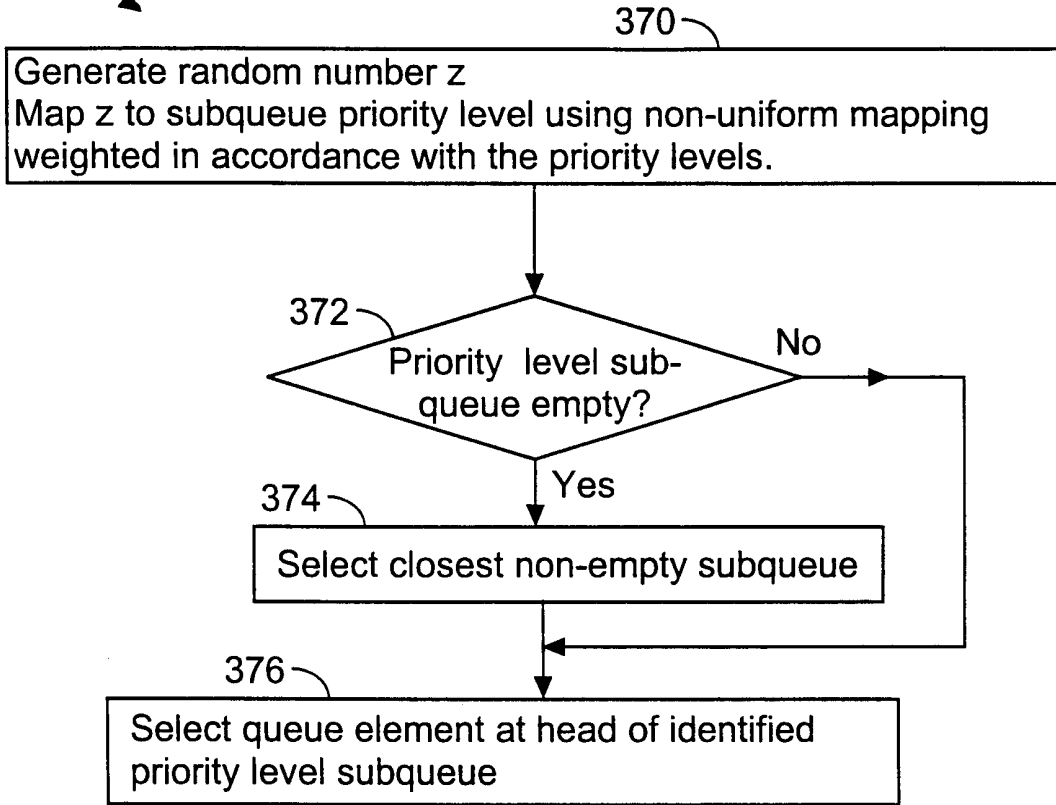 370
Generate random number z
Map z to subqueue priority level using non-uniform mapping
weighted in accordance with the priority levels.
372
Priority level sub-
queue empty?
No
Yes
374
Select closest non-empty subqueue
376
Select queue element at head of identified
priority level subqueue